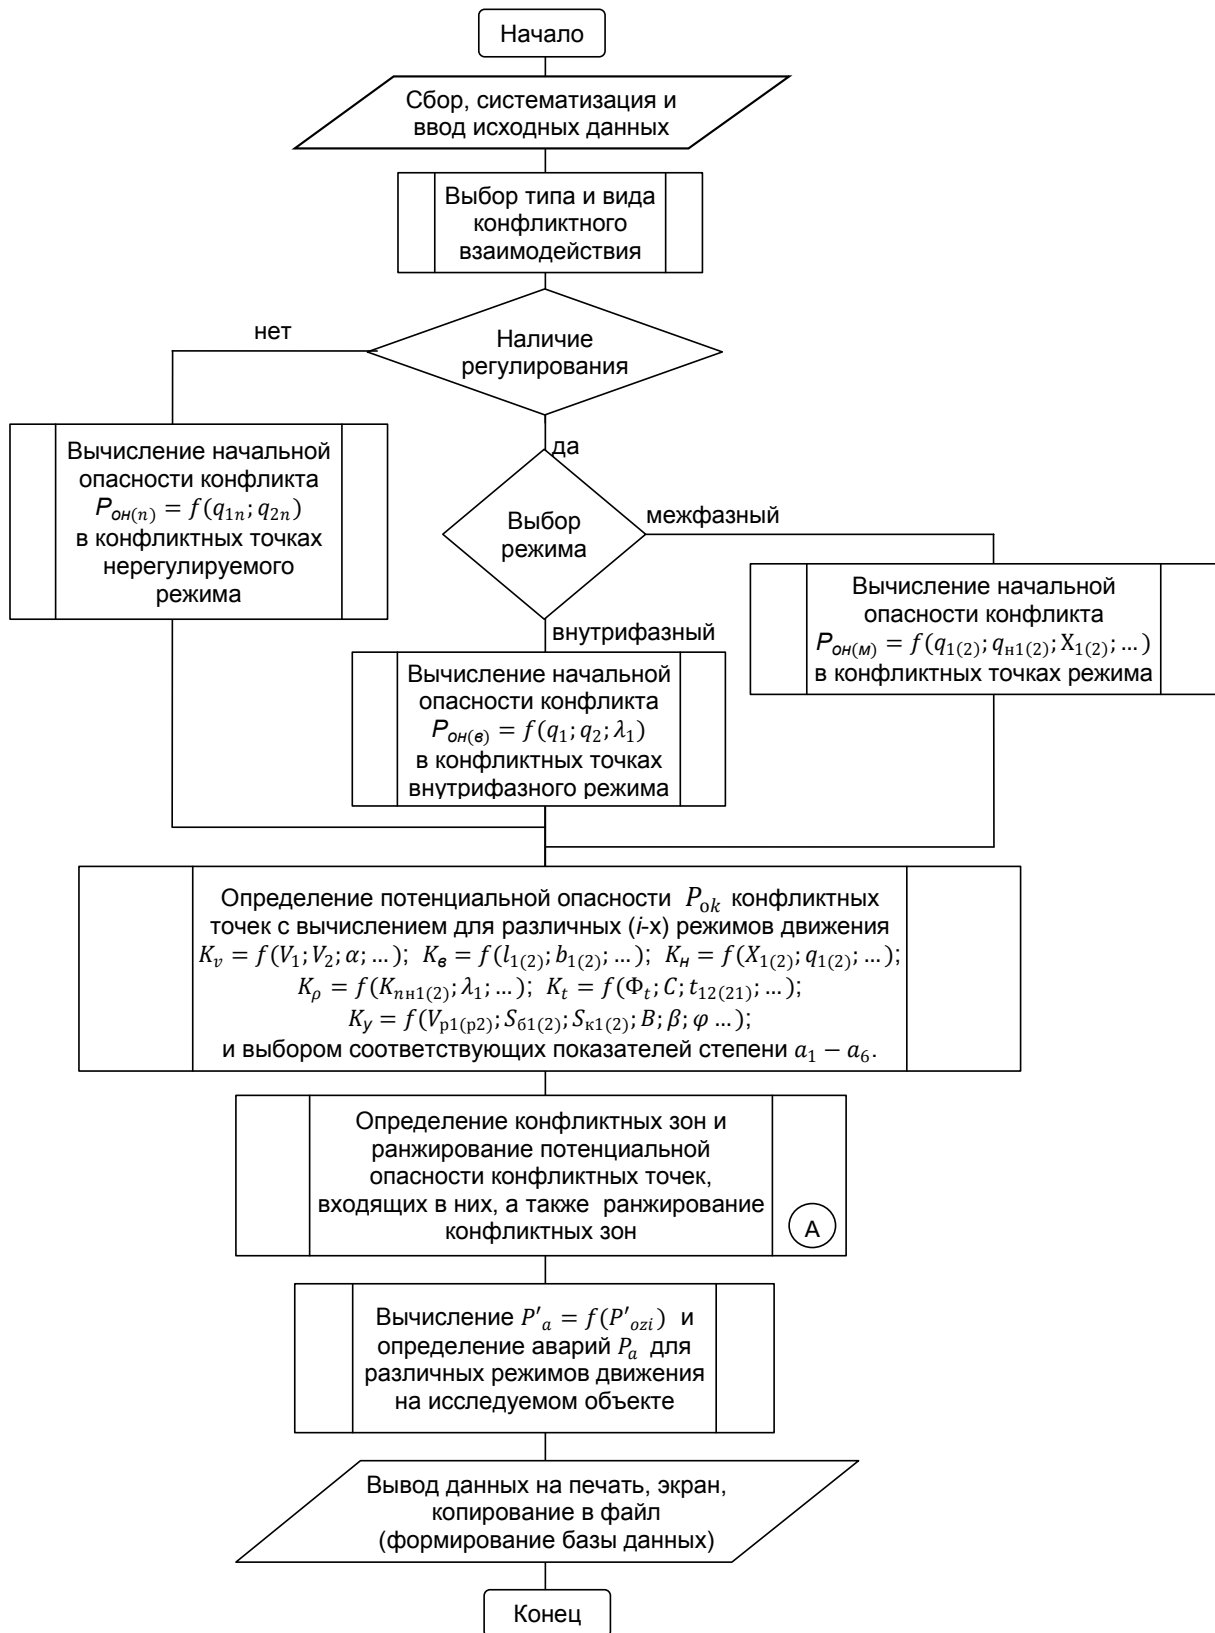 Начало
Сбор, систематизация и
ввод исходных данных
Выбор типа и вида
конфликтного
взаимодействия
нет
Наличие
регулирования
да
Вычисление начальной
опасности конфликта
Pон(n) = f(q1n; q2n)
в конфликтных точках
нерегулируемого
режима
Выбор
режима
межфазный
Вычисление начальной
опасности конфликта
Pон(м) = f(q1(2); qн1(2); X1(2); …)
в конфликтных точках режима
внутрифазный
Вычисление начальной
опасности конфликта
Pон(в) = f(q1; q2; λ1)
в конфликтных точках
внутрифазного режима
Определение потенциальной опасности Pоk конфликтных
точек с вычислением для различных (i-х) режимов движения
Kv = f(V1; V2; α; …); Kв = f(l1(2); b1(2); …); Kн = f(X1(2); q1(2); …);
Kρ = f(Kпн1(2); λ1; …); Kt = f(Фt; C; t12(21); …);
Kу = f(Vр1(р2); Sб1(2); Sк1(2); B; β; φ …);
и выбором соответствующих показателей степени a1 − a6.
Определение конфликтных зон и
ранжирование потенциальной
опасности конфликтных точек,
входящих в них, а также ранжирование
конфликтных зон
А
Вычисление P′a = f(P′ozi) и
определение аварий Pa для
различных режимов движения
на исследуемом объекте
Вывод данных на печать, экран,
копирование в файл
(формирование базы данных)
Конец